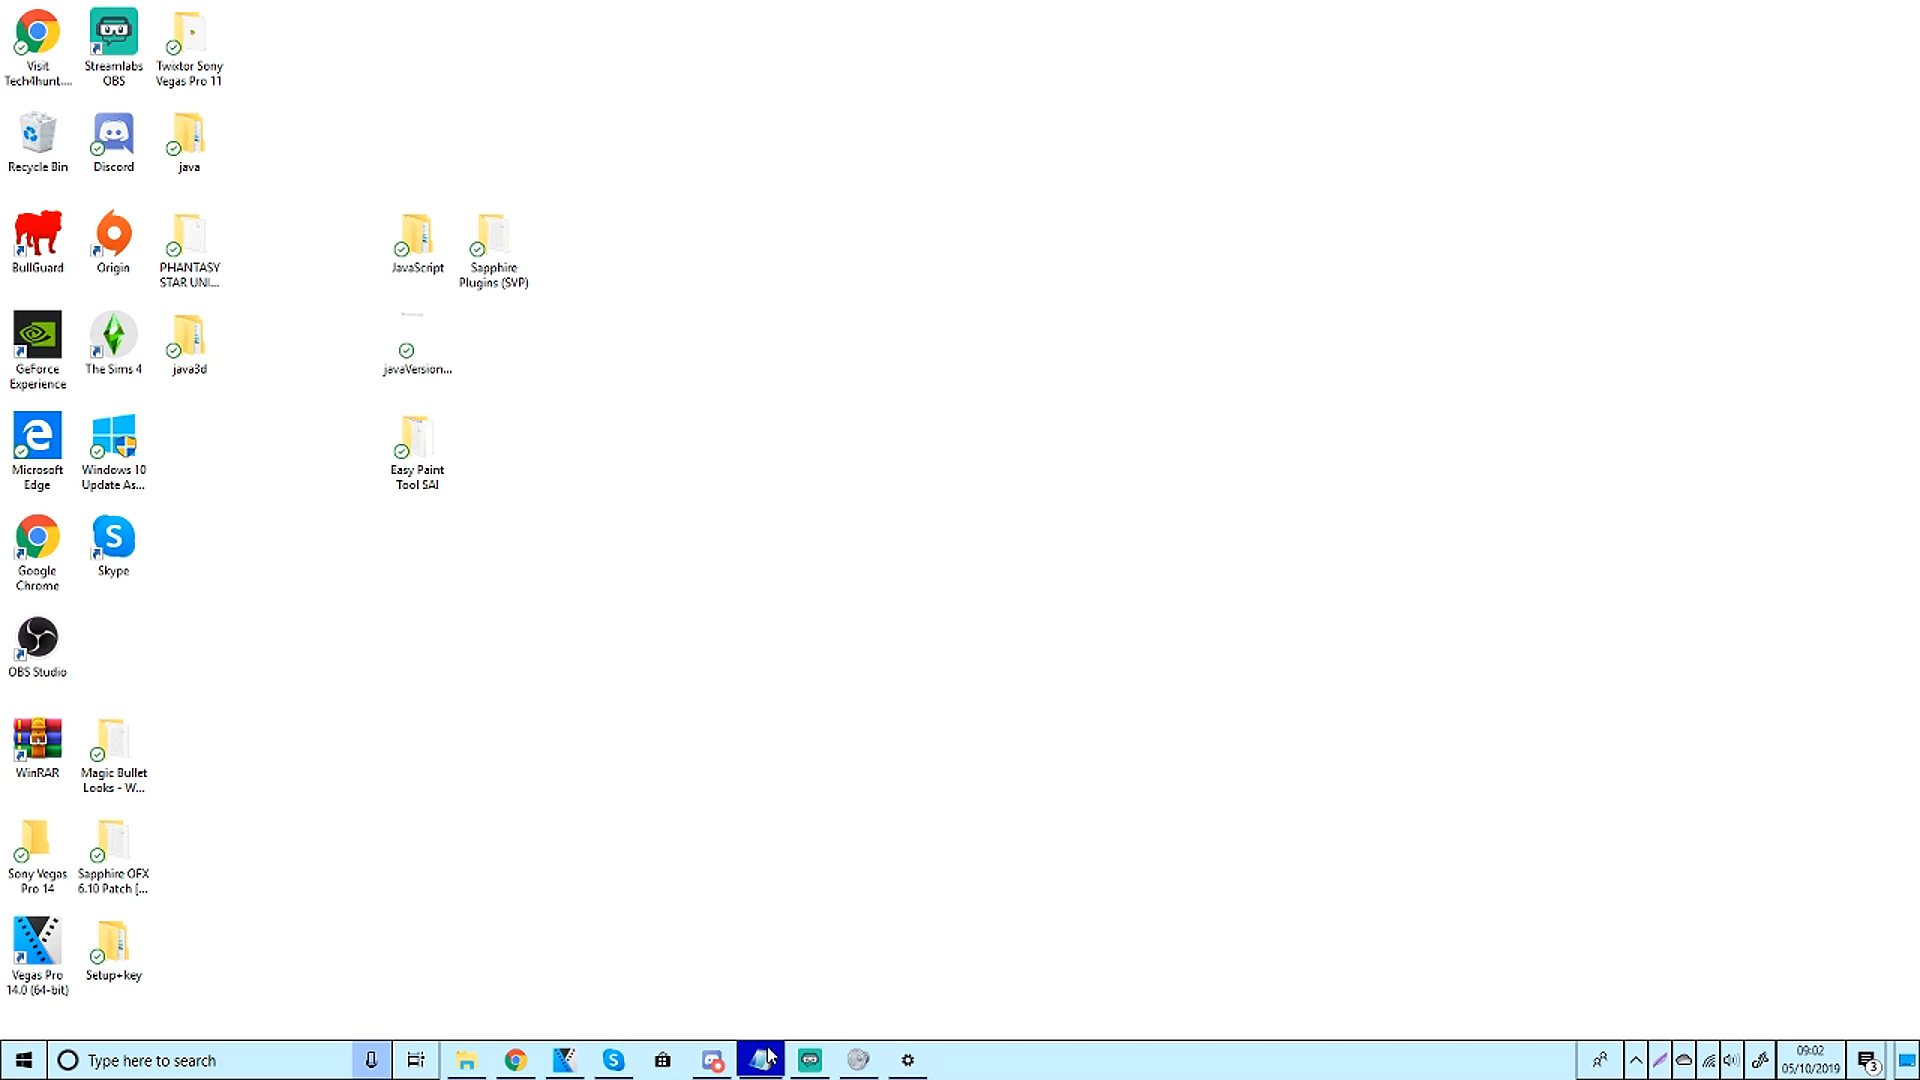 Visit
Tech4hunt....
Streamlabs
OBS
Twixtor Sony
Vegas Pro 11
Recycle Bin
Discord
java
BullGuard
Origin
PHANTASY
STAR UNI...
JavaScript
Sapphire
Plugins (SVP)
GeForce
Experience
The Sims 4
java3d
javaVersion...
Microsoft
Edge
Windows 10
Update As...
Easy Paint
Tool SAI
Google
Chrome
Skype
OBS Studio
WinRAR
Magic Bullet
Looks - W...
Sony Vegas
Pro 14
Sapphire OFX
6.10 Patch [...
Vegas Pro
14.0 (64-bit)
Setup+key
Type here to search
09:02
05/10/2019
3